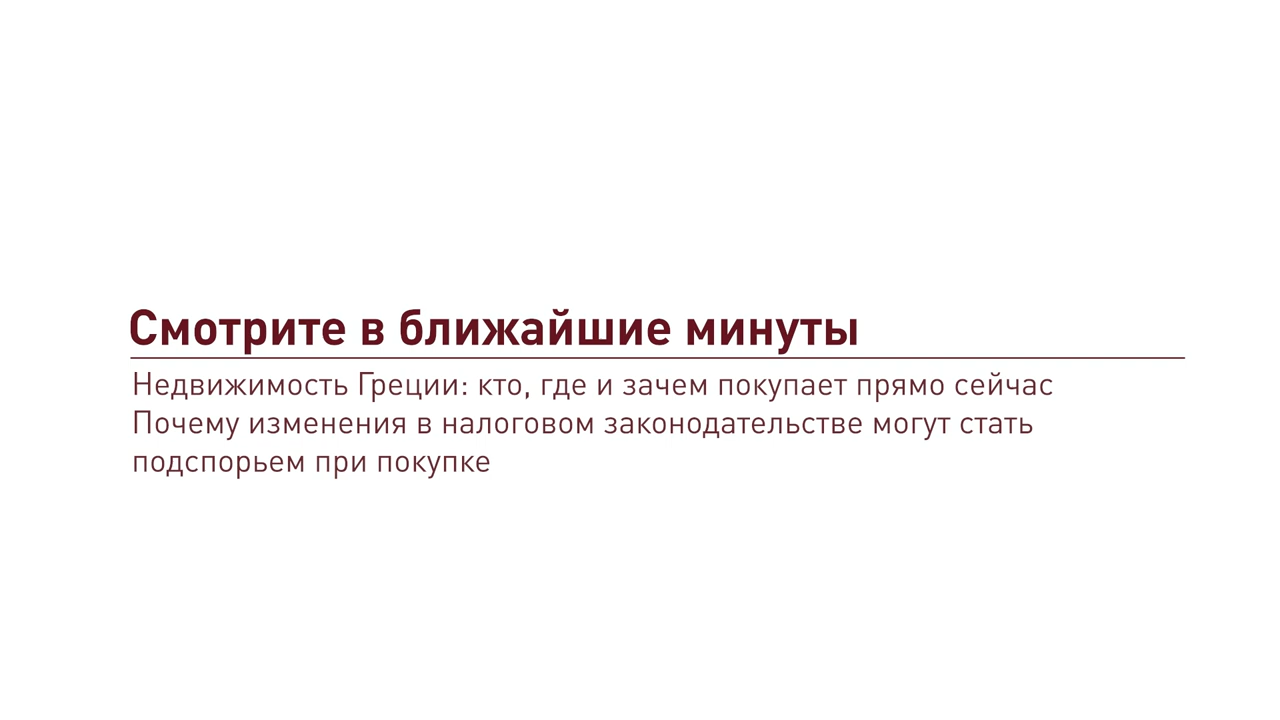 Смотрите в ближайшие минуты
Недвижимость Греции: кто, где и зачем покупает прямо сейчас
Почему изменения в налоговом законодательстве могут стать
подспорьем при покупке